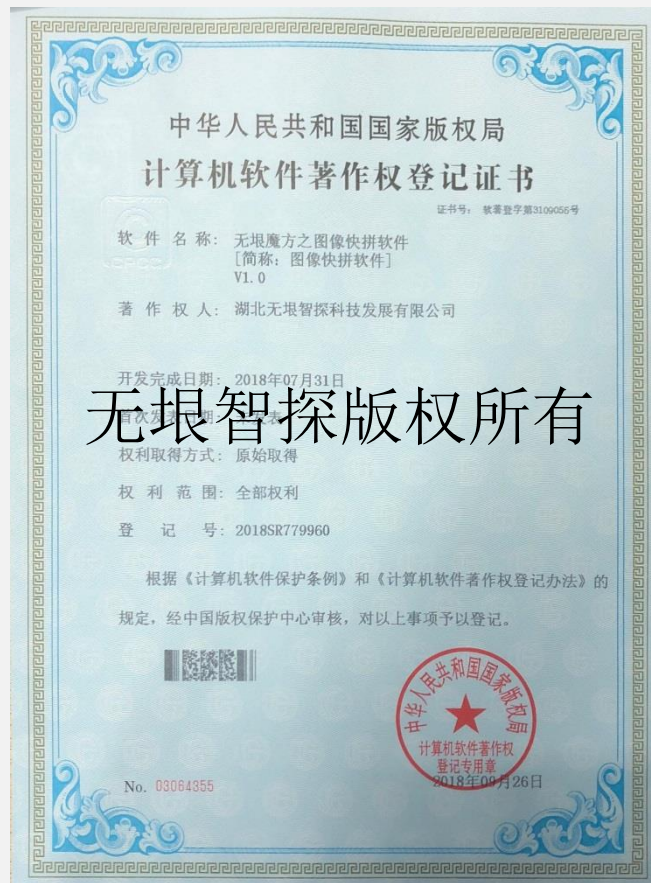 中华人民共和国国家版权局
计算机软件著作权登记证书
证书号： 软著登字第3109055号
软件名称： 无垠魔方之图像快拼软件
[简称：图像快拼软件]
V1.0
著作权人： 湖北无垠智探科技发展有限公司
开发完成日期： 2018年07月31日
无垠智探版权所有
首次发表日期： 未发表
权利取得方式： 原始取得
权利范围： 全部权利
登记号： 2018SR779960
根据《计算机软件保护条例》和《计算机软件著作权登记办法》的
规定，经中国版权保护中心审核，对以上事项予以登记。
中华人民共和国国家版权局
计算机软件著作权
登记专用章
No. 03064355
2018年09月26日